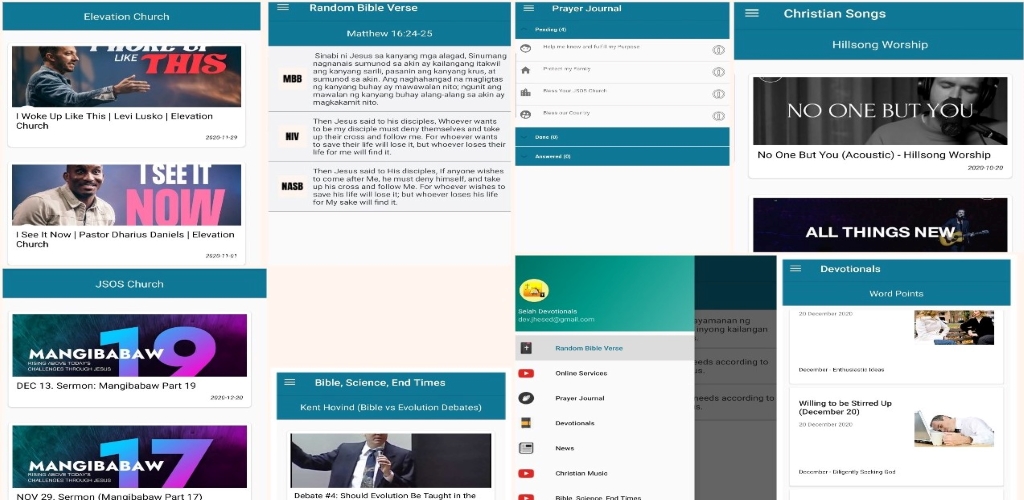 Elevation Church
I WOKE UP
LIKE THIS
I Woke Up Like This | Levi Lusko | Elevation
Church
2020-11-29
I SEE IT
NOW
I See It Now | Pastor Dharius Daniels | Elevation
Church
2020-11-01
Random Bible Verse
Matthew 16:24-25
MBB
Sinabi ni Jesus sa kanyang mga alagad, Sinumang
nagnanais sumunod sa akin ay kailangang itakwil
ang kanyang sarili, pasanin ang kanyang krus, at
sumunod sa akin. Ang naghahangad na magligtas
ng kanyang buhay ay mawawalan nito; ngunit ang
mawalan ng kanyang buhay alang-alang sa akin ay
magkakamit nito.
NIV
Then Jesus said to his disciples, Whoever wants
to be my disciple must deny themselves and take
up their cross and follow me. For whoever wants
to save their life will lose it, but whoever loses their
life for me will find it.
NASB
Then Jesus said to His disciples, If anyone wishes
to come after Me, he must deny himself, and take
up his cross and follow Me. For whoever wishes to
save his life will lose it; but whoever loses his life
for My sake will find it.
Prayer Journal
Pending (4)
Help me know and fulfill my Purpose
Protect my Family
Bless Your JSOS Church
Bless our Country
Done (0)
Answered (0)
Christian Songs
Hillsong Worship
NO ONE BUT YOU
No One But You (Acoustic) - Hillsong Worship
2020-10-20
ALL THINGS NEW
JSOS Church
19
MANGIBABAW
RISING ABOVE TODAY'S
CHALLENGES THROUGH JESUS
DEC 13. Sermon: Mangibabaw Part 19
2020-12-20
17
MANGIBABAW
RISING ABOVE TODAY'S
CHALLENGES THROUGH JESUS
NOV 29. Sermon (Mangibabaw Part 17)
Bible, Science, End Times
Kent Hovind (Bible vs Evolution Debates)
Debate #4: Should Evolution Be Taught in the
Selah Devotionals
dev.jhesed@gmail.com
Random Bible Verse
Online Services
Prayer Journal
Devotionals
News
Christian Music
Bible, Science, End Times
ayamanan ng
inyong kailangan
s.
needs according to
us.
needs according to
s.
Devotionals
Word Points
20 December 2020
December - Enthusiastic Ideas
Willing to be Stirred Up
(December 20)
20 December 2020
December - Diligently Seeking God